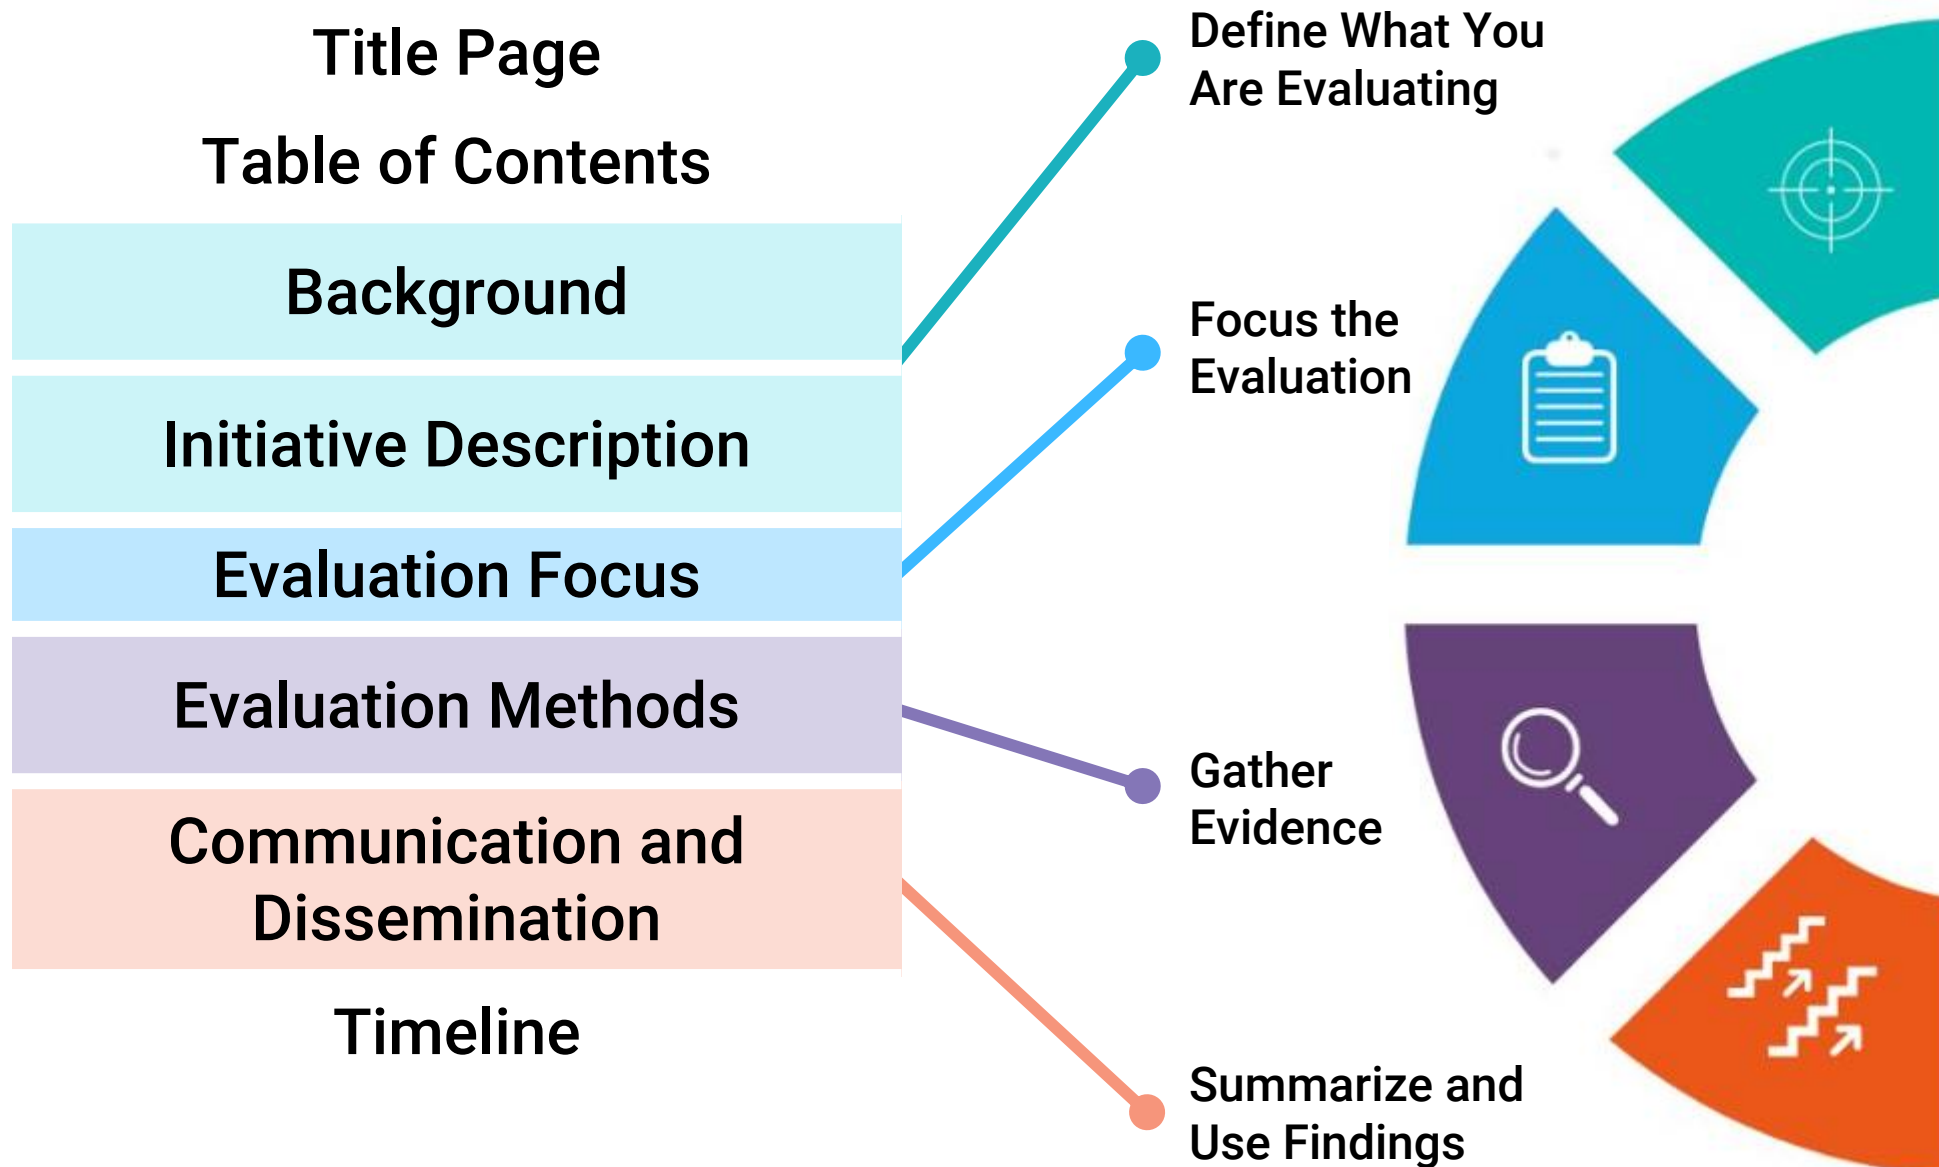 Title Page
Table of Contents
Background
Initiative Description
Evaluation Focus
Evaluation Methods
Communication and
Dissemination
Timeline
Define What You
Are Evaluating
Focus the
Evaluation
Gather
Evidence
Summarize and
Use Findings